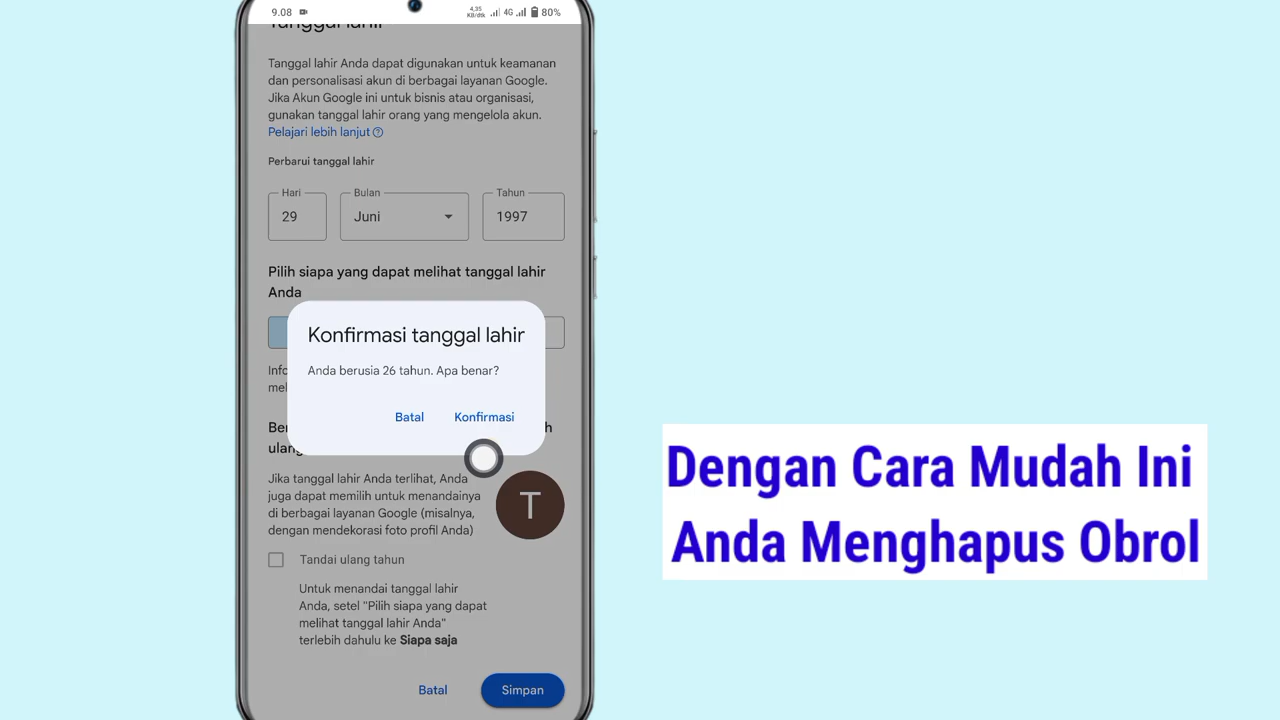 9.08
4,35
KB/dtk
4G
80%
Tanggal lahir
Tanggal lahir Anda dapat digunakan untuk keamanan
dan personalisasi akun di berbagai layanan Google.
Jika Akun Google ini untuk bisnis atau organisasi,
gunakan tanggal lahir orang yang mengelola akun.
Pelajari lebih lanjut
Perbarui tanggal lahir
Hari
Bulan
Tahun
29
Juni
1997
Pilih siapa yang dapat melihat tanggal lahir
Anda
Konfirmasi tanggal lahir
Anda berusia 26 tahun. Apa benar?
Batal
Konfirmasi
Jika tanggal lahir Anda terlihat, Anda
juga dapat memilih untuk menandainya
di berbagai layanan Google (misalnya,
dengan mendekorasi foto profil Anda)
T
Tandai ulang tahun
Untuk menandai tanggal lahir
Anda, setel "Pilih siapa yang dapat
melihat tanggal lahir Anda"
terlebih dahulu ke Siapa saja
Batal
Simpan
Dengan Cara Mudah Ini
Anda Menghapus Obrol